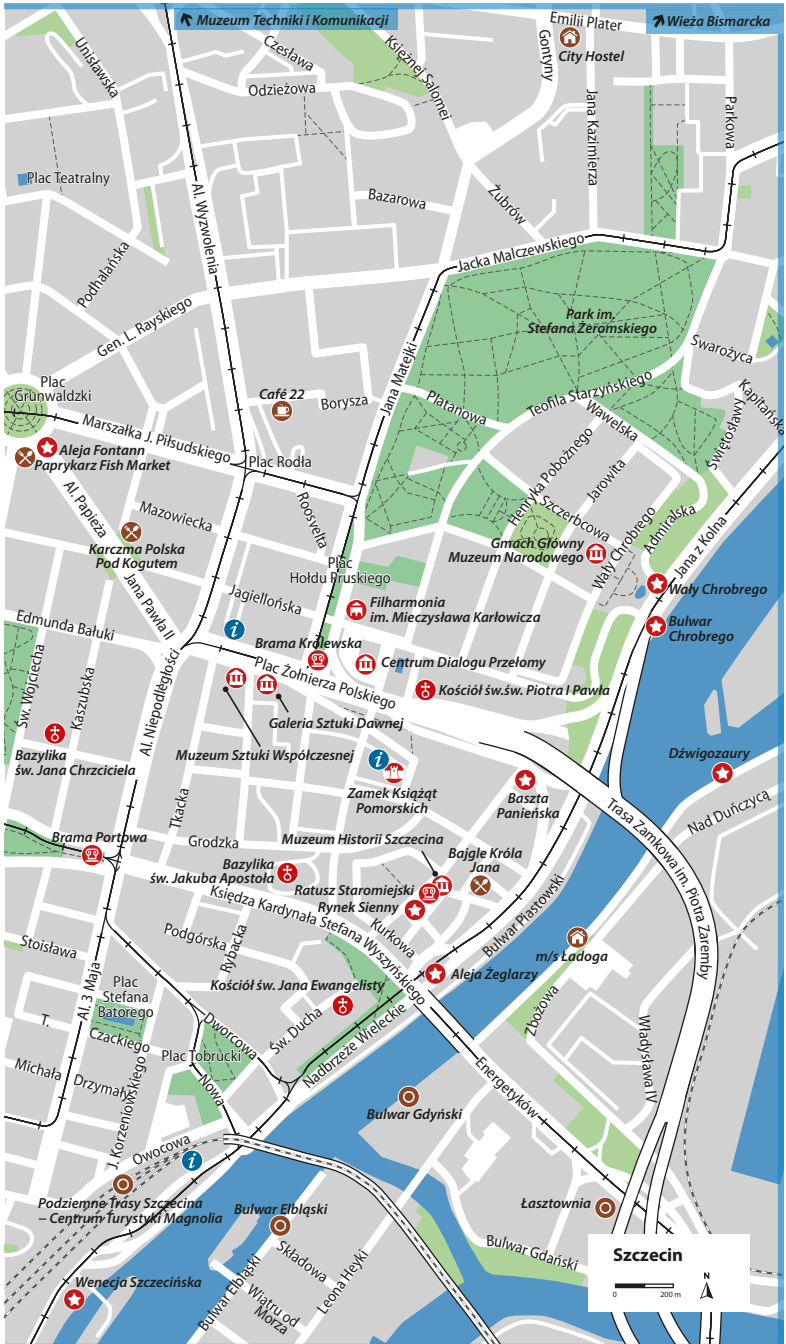 Muzeum Techniki i Komunikacji
Emilii Plater
Wieża Bismarcka
City Hostel
Czesława
Księżnej Salomei
Gontyny
Unisławska
Odzieżowa
Jana Kazimierza
Parkowa
Plac Teatralny
Al. Wyzwolenia
Bazarowa
Żubrów
Podhalańska
Jacka Malczewskiego
Gen. L. Rayskiego
Park im.
Stefana Żeromskiego
Swarożyca
Plac
Grunwaldzki
Café 22
Borysza
Jana Matejki
Platanowa
Teofila Starzyńskiego
Kapitańska
Marszałka J. Piłsudskiego
Wawelska
Świętosławy
Aleja Fontann
Paprykarz Fish Market
Plac Rodła
Henryka Pobożnego
Jarowita
Al. Papieża
Jana Pawła II
Mazowiecka
Roosvelta
Szczerbcowa
Admiralska
Jana z Kolna
Karczma Polska
Pod Kogutem
Gmach Główny
Muzeum Narodowego
Wały Chrobrego
Plac
Hołdu Pruskiego
Wały Chrobrego
Jagiellońska
Filharmonia
im. Mieczysława Karłowicza
Bulwar
Chrobrego
Edmunda Bałuki
Brama Królewska
Centrum Dialogu Przełomy
Plac Żołnierza Polskiego
Kościół św.św. Piotra I Pawła
Św. Wojciecha
Kaszubska
Al. Niepodległości
Galeria Sztuki Dawnej
Bazylika
św. Jana Chrzciciela
Muzeum Sztuki Współczesnej
Dźwigozaury
Zamek Książąt
Pomorskich
Baszta
Panieńska
Tkacka
Nad Duńczycą
Trasa Zamkowa im. Piotra Zaremby
Brama Portowa
Grodzka
Muzeum Historii Szczecina
Bajgle Króla
Jana
Bazylika
św. Jakuba Apostoła
Ratusz Staromiejski
Rynek Sienny
Księdza Kardynała Stefana Wyszyńskiego
Kurkowa
Bulwar Piastowski
Podgórska
Rybacka
Stoisława
m/s Ładoga
Aleja Żeglarzy
Plac
Stefana
Batorego
Al. 3 Maja
Kościół św. Jana Ewangelisty
Zbożowa
T.
Czackiego
Dworcowa
Św. Ducha
Nadbrzeże Wieleckie
Władysława IV
Michała
Drzymały
Plac Tobrucki
Nowa
Energetyków
J. Korzeniowskiego
Bulwar Gdyński
Owocowa
Podziemne Trasy Szczecina
– Centrum Turystyki Magnolia
Bulwar Elbląski
Łasztownia
Składowa
Bulwar Gdański
Bulwar Elbląski
Leona Heyki
Wiatru od
Morza
Wenecja Szczecińska
Szczecin
N
0 200 m